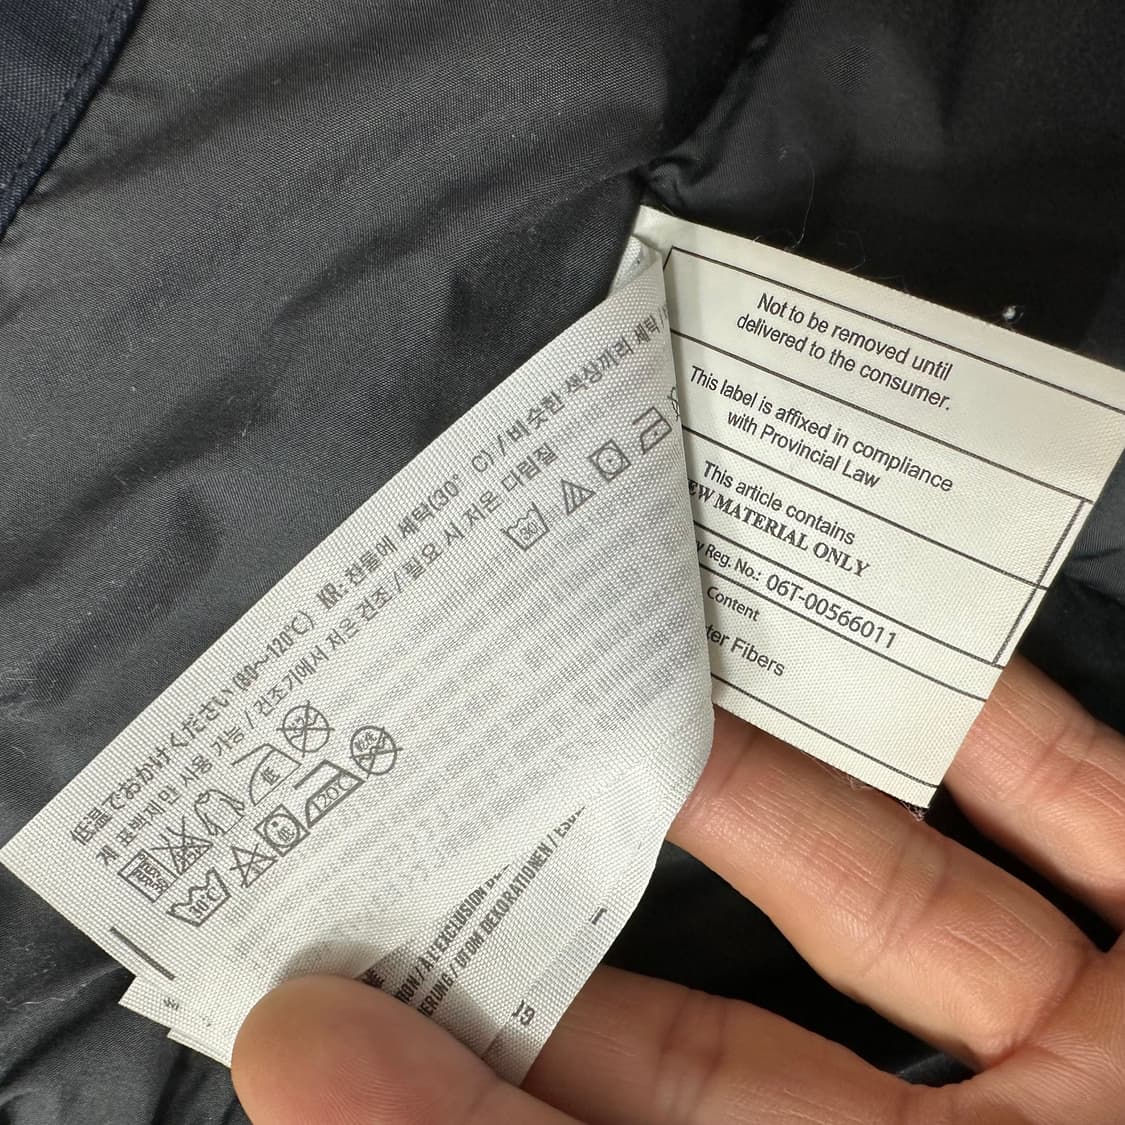 低温でおかけください (80~120℃) KR: 찬물에 세탁(30° C) / 비슷한 색상끼리 세탁 /
제 표백제만 사용 가능 / 건조기에서 저온 건조 / 필요 시 저온 다림질
30
低
30℃
120℃
Not to be removed until
delivered to the consumer.
This label is affixed in compliance
with Provincial Law
This article contains
EW MATERIAL ONLY
Reg. No.: 06T-00566011
Content
ter Fibers